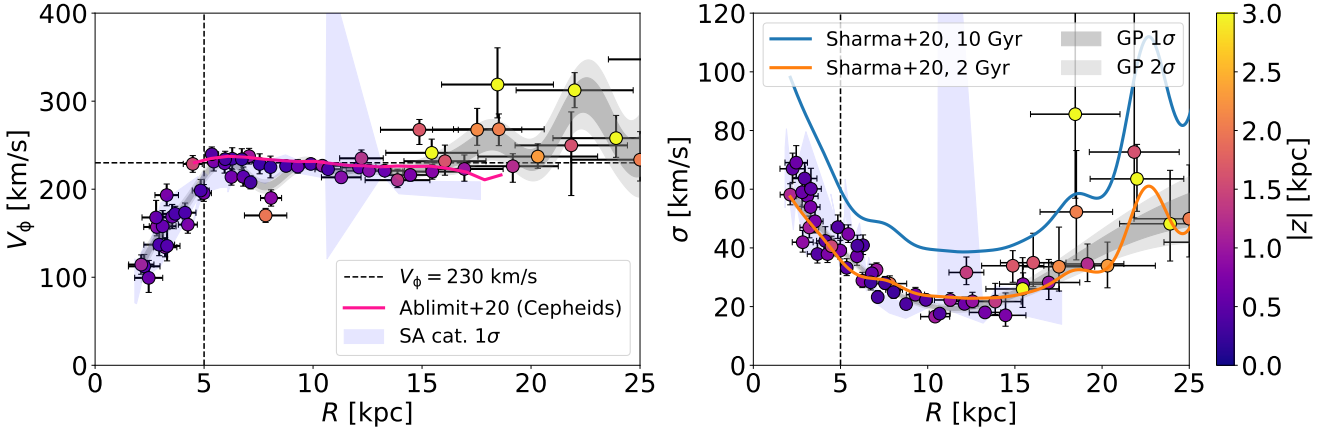 400
300
200
100
0
V_ϕ [km/s]
0 5 10 15 20 25
R [kpc]
V_ϕ = 230 km/s
Ablimit+20 (Cepheids)
SA cat. 1σ
120
100
80
60
40
20
0
σ [km/s]
0 5 10 15 20 25
R [kpc]
Sharma+20, 10 Gyr
Sharma+20, 2 Gyr
GP 1σ
GP 2σ
3.0
2.5
2.0
1.5
1.0
0.5
0.0
|z| [kpc]